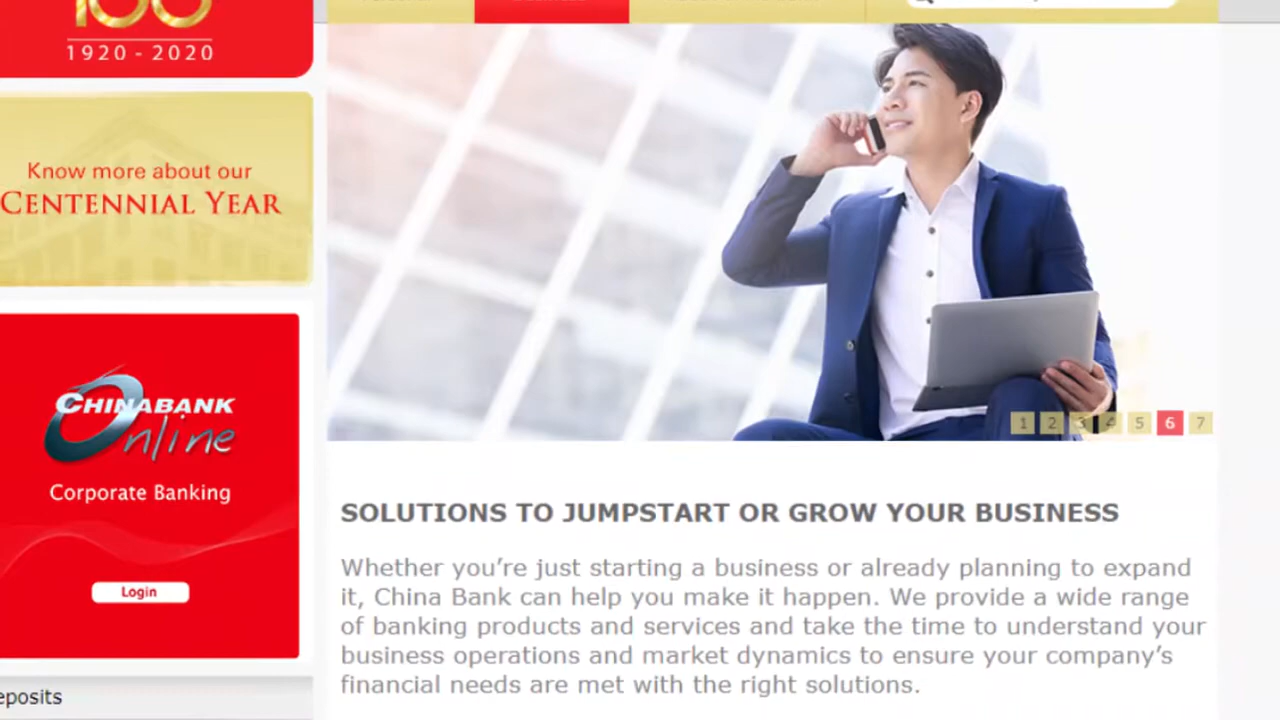 100
1920 - 2020
Know more about our
CENTENNIAL YEAR
CHINABANK
Online
Corporate Banking
Login
eposits
1 2 3 4 5 6 7
SOLUTIONS TO JUMPSTART OR GROW YOUR BUSINESS
Whether you’re just starting a business or already planning to expand
it, China Bank can help you make it happen. We provide a wide range
of banking products and services and take the time to understand your
business operations and market dynamics to ensure your company’s
financial needs are met with the right solutions.